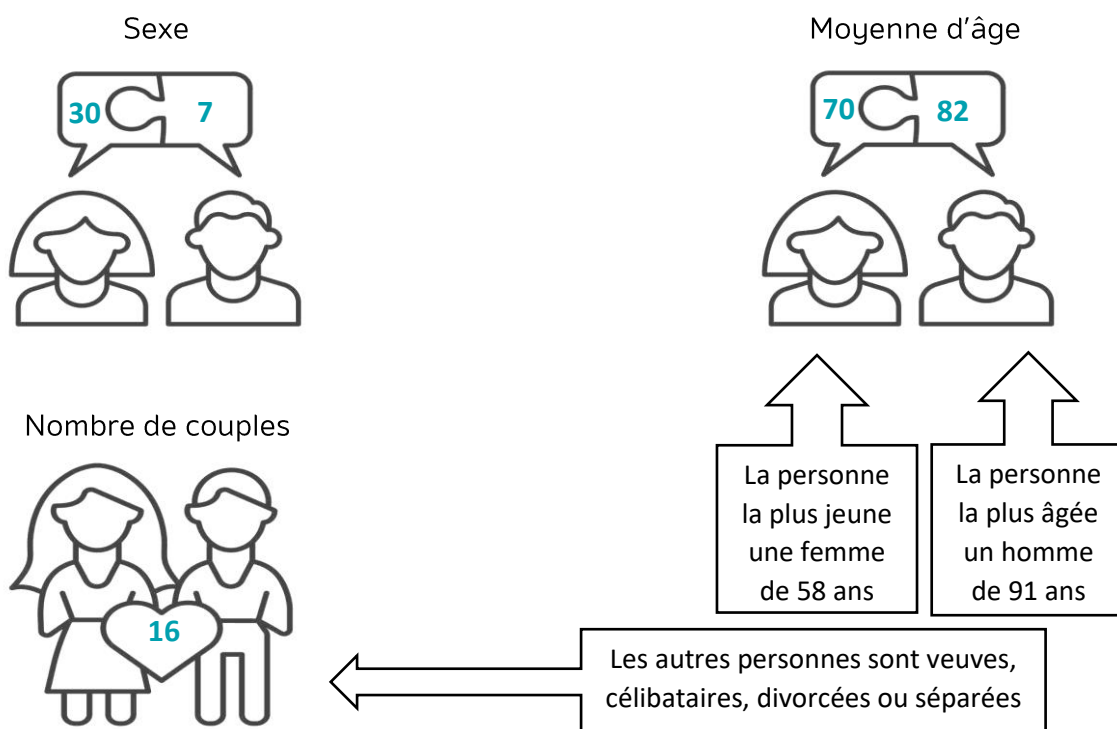 Sexe
30 7
Moyenne d'âge
70 82
Nombre de couples
16
La personne
la plus jeune
une femme
de 58 ans
La personne
la plus âgée
un homme
de 91 ans
Les autres personnes sont veuves,
célibataires, divorcées ou séparées